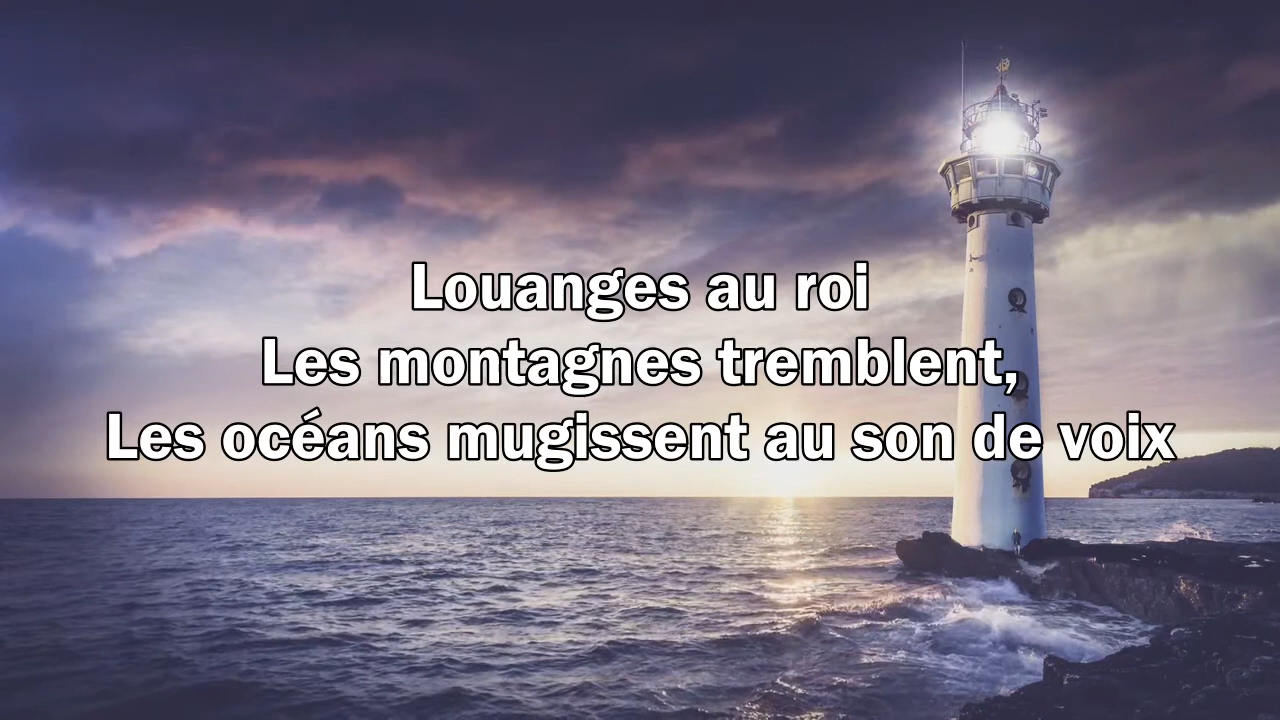 Louanges au roi
Les montagnes tremblent,
Les océans mugissent au son de voix